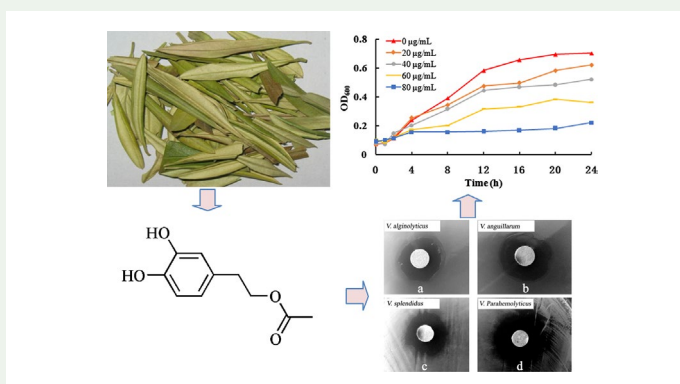 0.8
0.6
0.4
0.2
0
OD600
0 µg/mL
20 µg/mL
40 µg/mL
60 µg/mL
80 µg/mL
0 4 8 12 16 20 24
Time (h)
HO
HO
O
O
V. alginolyticus
a
V. anguillarum
b
V. splendidus
c
V. Parahemolyticus
d